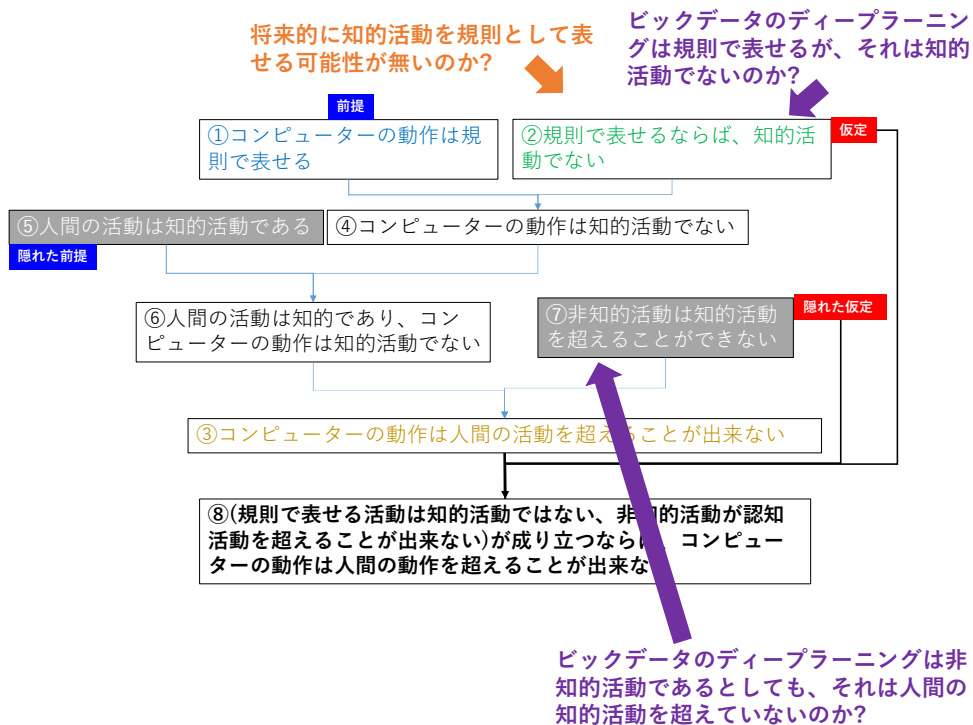 将来的に知的活動を規則として表
せる可能性が無いのか?
ビックデータのディープラーニン
グは規則で表せるが、それは知的
活動でないのか?
前提
①コンピューターの動作は規
則で表せる
仮定
②規則で表せるならば、知的活
動でない
⑤人間の活動は知的活動である
隠れた前提
④コンピューターの動作は知的活動でない
⑥人間の活動は知的であり、コン
ピューターの動作は知的活動でない
隠れた仮定
⑦非知的活動は知的活動
を超えることができない
③コンピューターの動作は人間の活動を超えることが出来ない
⑧(規則で表せる活動は知的活動ではない、非知的活動が認知
活動を超えることが出来ない)が成り立つならば、コンピュー
ターの動作は人間の動作を超えることが出来な
ビックデータのディープラーニングは非
知的活動であるとしても、それは人間の
知的活動を超えていないのか?